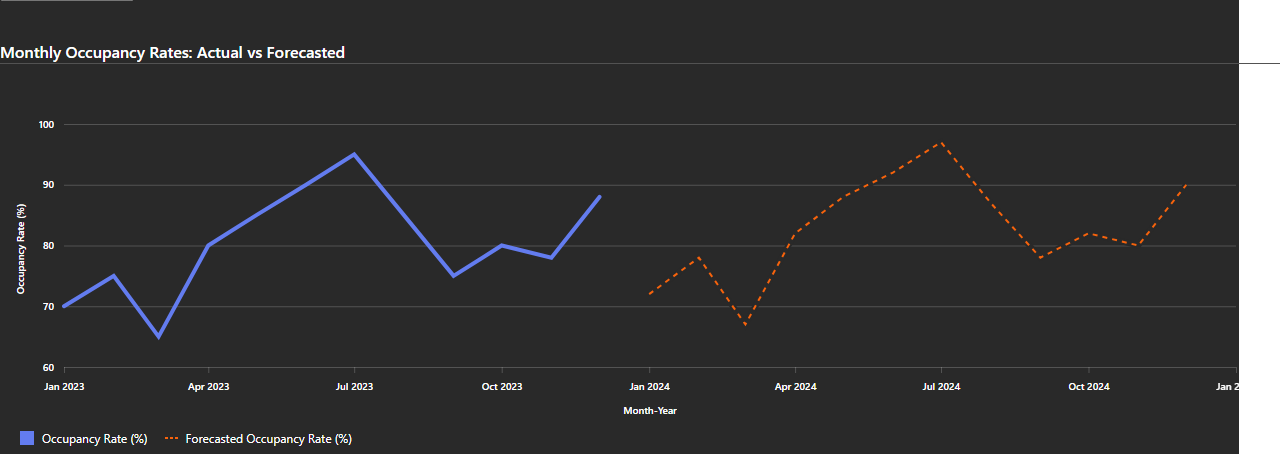 Monthly Occupancy Rates: Actual vs Forecasted
100
90
80
70
60
Occupancy Rate (%)
Jan 2023 Apr 2023 Jul 2023 Oct 2023 Jan 2024 Apr 2024 Jul 2024 Oct 2024 Jan 2
Month-Year
Occupancy Rate (%) Forecasted Occupancy Rate (%)